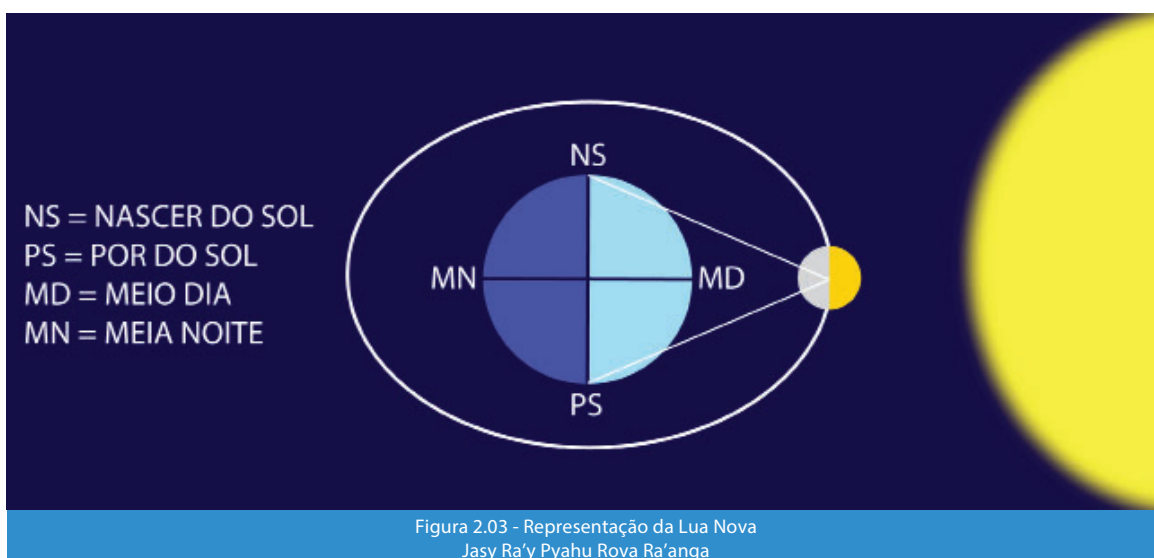 NS
NS = NASCER DO SOL
PS = POR DO SOL
MD = MEIO DIA
MN = MEIA NOITE
MN
MD
PS
Figura 2.03 - Representação da Lua Nova
Jasy Ra'y Pyahu Rova Ra'anga